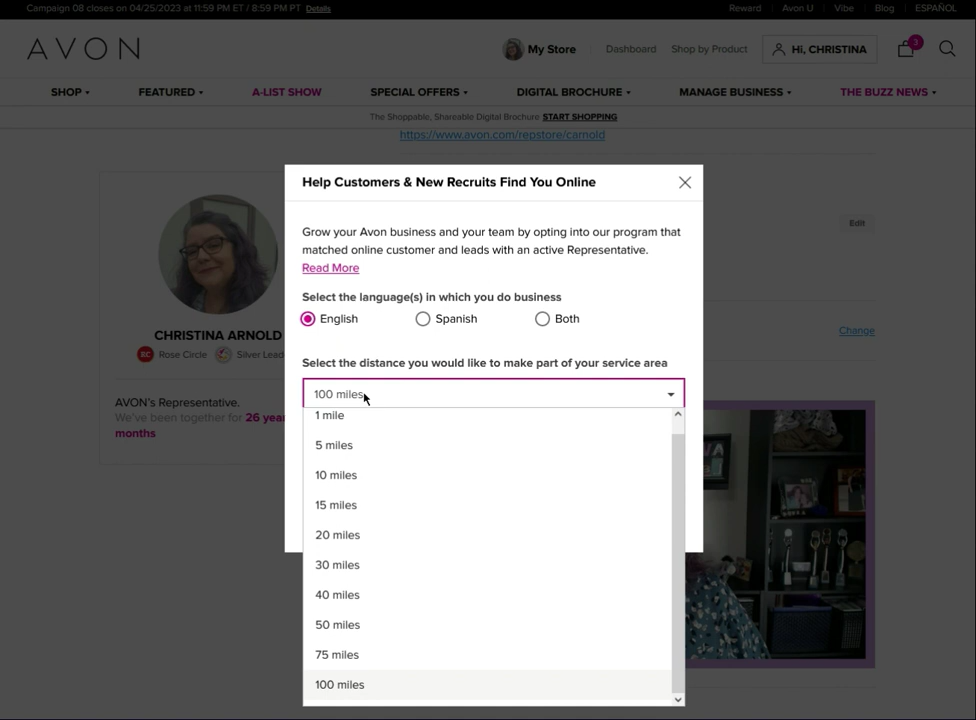 Campaign 08 closes on 04/25/2023 at 11:59 PM ET / 8:59 PM PT Details
Reward Avon U Vibe Blog ESPAÑOL
AVON
My Store Dashboard Shop by Product Hi, CHRISTINA 3
SHOP FEATURED A-LIST SHOW SPECIAL OFFERS DIGITAL BROCHURE MANAGE BUSINESS THE BUZZ NEWS
The Shoppable, Shareable Digital Brochure START SHOPPING
https://www.avon.com/repstore/carnold
Help Customers & New Recruits Find You Online
Grow your Avon business and your team by opting into our program that
matched online customer and leads with an active Representative.
Read More
Select the language(s) in which you do business
English Spanish Both
Select the distance you would like to make part of your service area
100 miles
1 mile
5 miles
10 miles
15 miles
20 miles
30 miles
40 miles
50 miles
75 miles
100 miles
CHRISTINA ARNOLD
RC Rose Circle Silver Lead
AVON's Representative.
We've been together for 26 year
months
Edit
Change